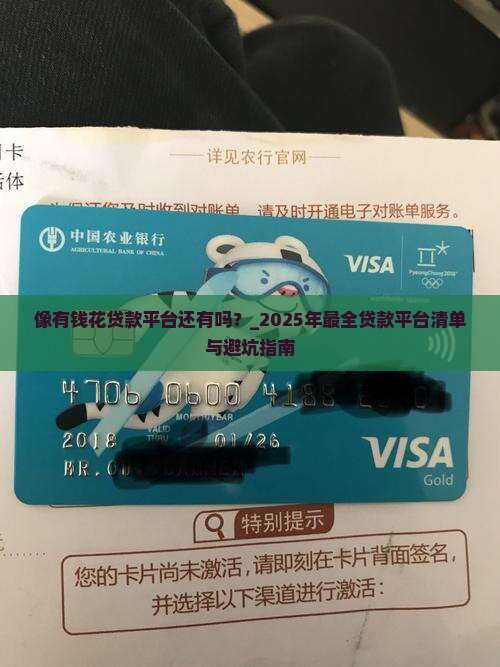 卡
详见农行官网
体
及时收到对账单，请及时开通电子对账单服务。
中国农业银行
AGRICULTURAL BANK OF CHINA
VISA
PyeongChang 2018
像有钱花贷款平台还有吗？_2025年最全贷款平台清单
与避坑指南
4706 0600 4188
MONTH/YEAR
VALID
THRU
2018 01/26
MR.
VISA
Gold
特别提示
您的卡片尚未激活，请即刻在卡片背面签名，
并选择以下渠道进行激活：